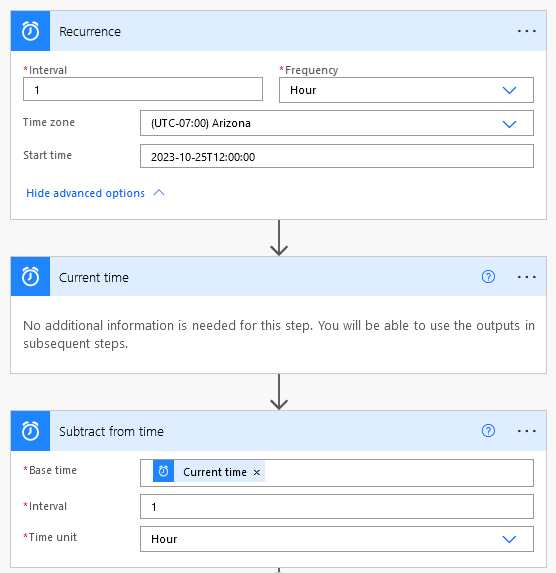 Recurrence
*Interval
*Frequency
1
Hour
Time zone
(UTC-07:00) Arizona
Start time
2023-10-25T12:00:00
Hide advanced options
Current time
No additional information is needed for this step. You will be able to use the outputs in
subsequent steps.
Subtract from time
*Base time
Current time ×
*Interval
1
*Time unit
Hour